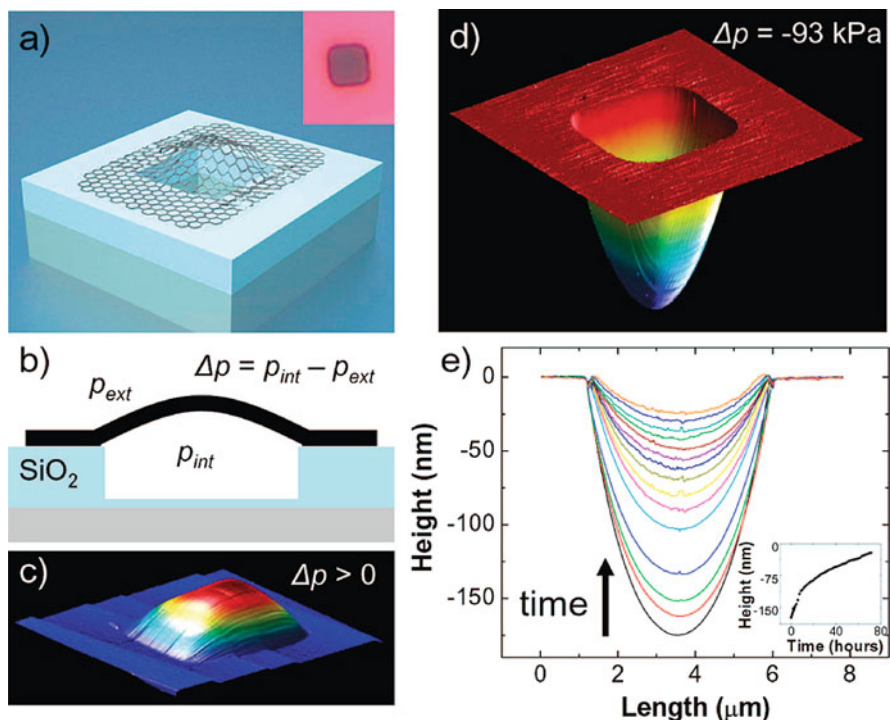 a)
b)
p_ext
Δp = p_int – p_ext
SiO₂
p_int
c)
Δp > 0
d)
Δp = -93 kPa
e)
Height (nm)
0
-50
-100
-150
time
0
2
4
6
8
Length (μm)
Height (nm)
0
-75
-150
0
40
80
Time (hours)